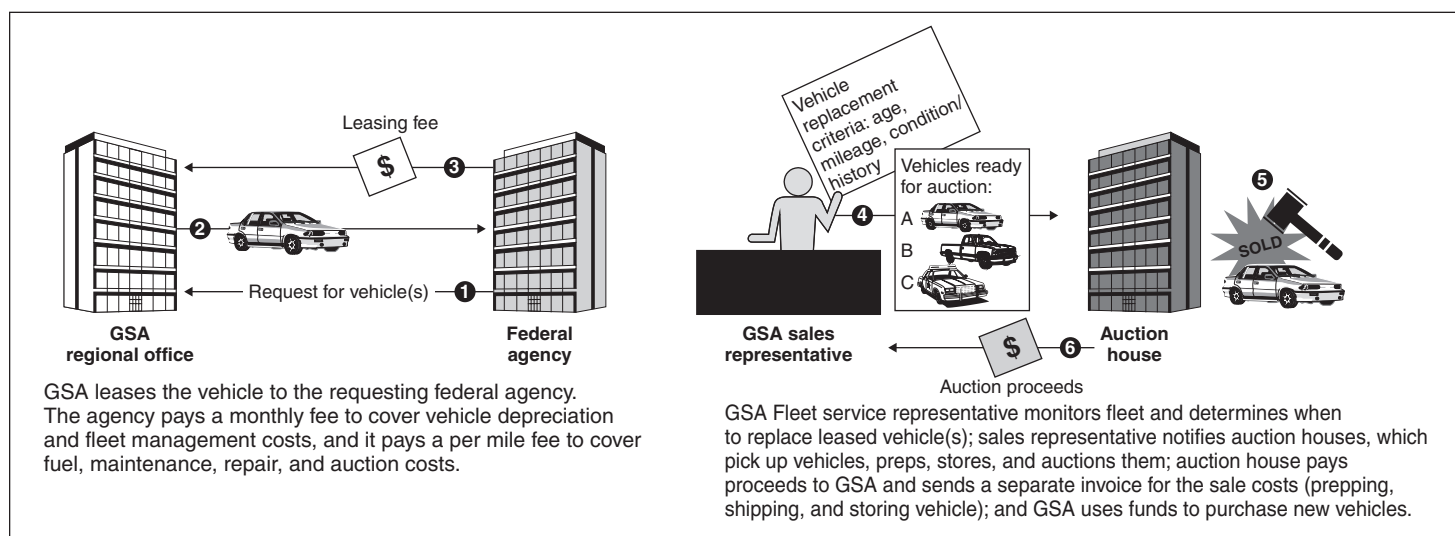 Leasing fee
$
3
2
Request for vehicle(s) 1
GSA
regional office
Federal
agency
GSA leases the vehicle to the requesting federal agency.
The agency pays a monthly fee to cover vehicle depreciation
and fleet management costs, and it pays a per mile fee to cover
fuel, maintenance, repair, and auction costs.
Vehicle
replacement
criteria: age,
mileage, condition/
history
Vehicles ready
for auction:
4
A
B
C
5
SOLD
GSA sales
representative
Auction
house
$
6
Auction proceeds
GSA Fleet service representative monitors fleet and determines when
to replace leased vehicle(s); sales representative notifies auction houses, which
pick up vehicles, preps, stores, and auctions them; auction house pays
proceeds to GSA and sends a separate invoice for the sale costs (prepping,
shipping, and storing vehicle); and GSA uses funds to purchase new vehicles.